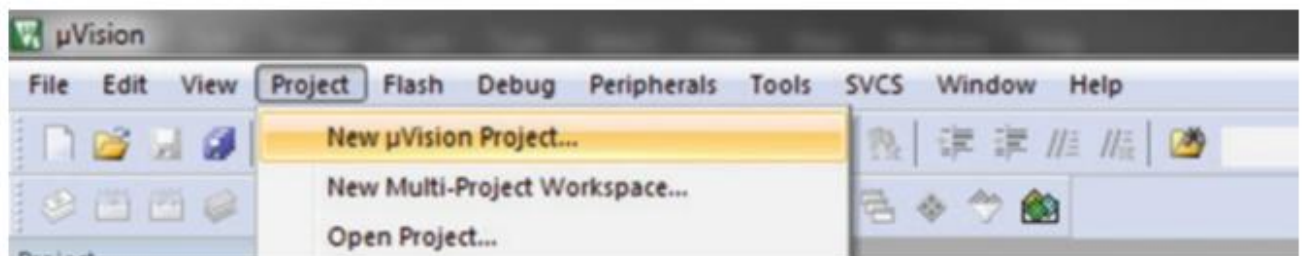 µVision
File Edit View Project Flash Debug Peripherals Tools SVCS Window Help
New µVision Project...
New Multi-Project Workspace...
Open Project...
Project